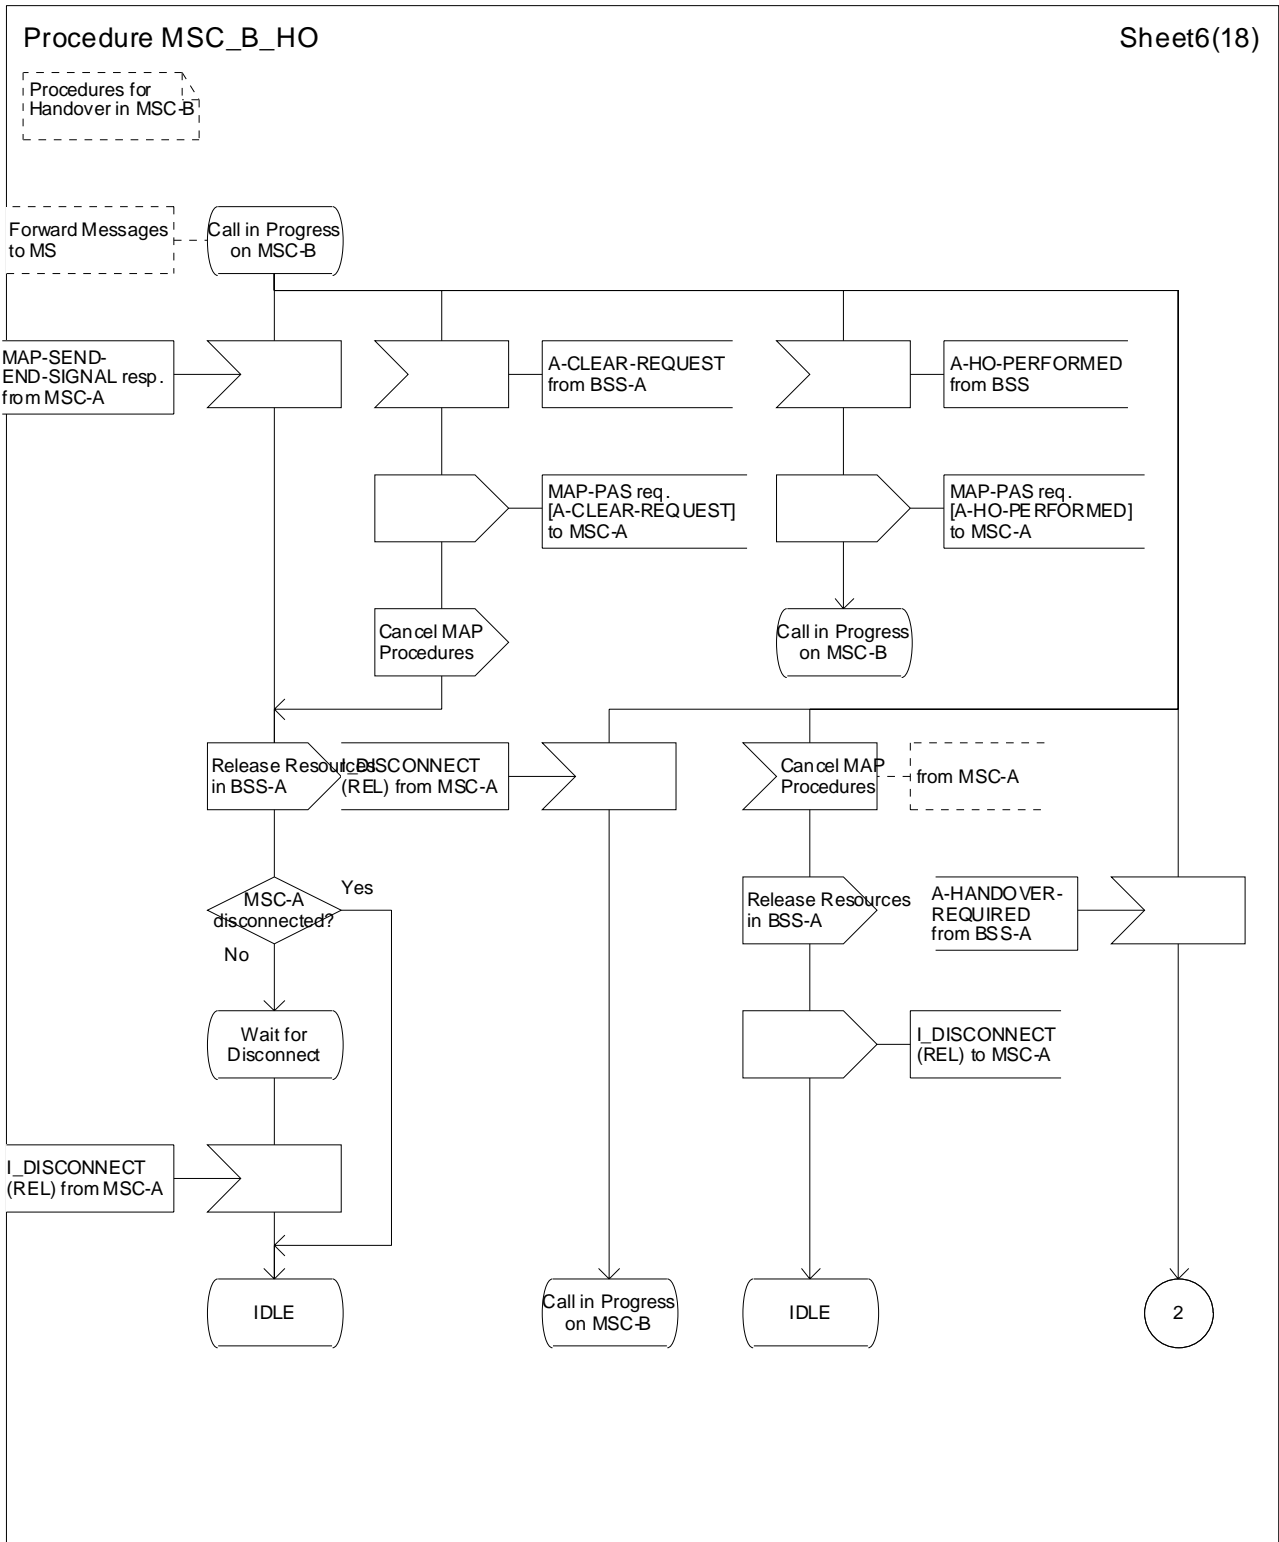 Procedure MSC_B_HO
Sheet6(18)
Procedures for
Handover in MSC-B
Forward Messages
to MS
Call in Progress
on MSC-B
MAP-SEND-
END-SIGNAL resp.
from MSC-A
A-CLEAR-REQUEST
from BSS-A
A-HO-PERFORMED
from BSS
MAP-PAS req.
[A-CLEAR-REQUEST]
to MSC-A
MAP-PAS req.
[A-HO-PERFORMED]
to MSC-A
Cancel MAP
Procedures
Call in Progress
on MSC-B
Release Resources
in BSS-A
I_DISCONNECT
(REL) from MSC-A
Cancel MAP
Procedures
from MSC-A
MSC-A
disconnected?
Yes
No
Release Resources
in BSS-A
A-HANDOVER-
REQUIRED
from BSS-A
Wait for
Disconnect
I_DISCONNECT
(REL) to MSC-A
I_DISCONNECT
(REL) from MSC-A
IDLE
Call in Progress
on MSC-B
IDLE
2